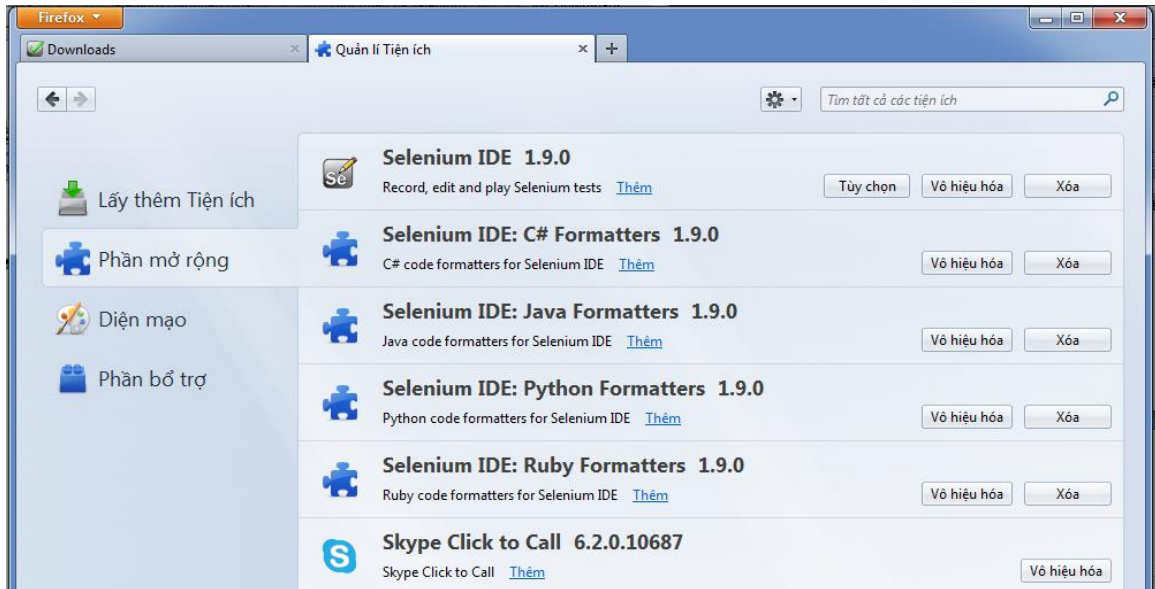 Firefox
Downloads
Quản lí Tiện ích
Tìm tất cả các tiện ích
Lấy thêm Tiện ích
Phần mở rộng
Diện mạo
Phần bổ trợ
Se
Selenium IDE 1.9.0
Record, edit and play Selenium tests Thêm
Tùy chọn Vô hiệu hóa Xóa
Selenium IDE: C# Formatters 1.9.0
C# code formatters for Selenium IDE Thêm
Vô hiệu hóa Xóa
Selenium IDE: Java Formatters 1.9.0
Java code formatters for Selenium IDE Thêm
Vô hiệu hóa Xóa
Selenium IDE: Python Formatters 1.9.0
Python code formatters for Selenium IDE Thêm
Vô hiệu hóa Xóa
Selenium IDE: Ruby Formatters 1.9.0
Ruby code formatters for Selenium IDE Thêm
Vô hiệu hóa Xóa
S
Skype Click to Call 6.2.0.10687
Skype Click to Call Thêm
Vô hiệu hóa